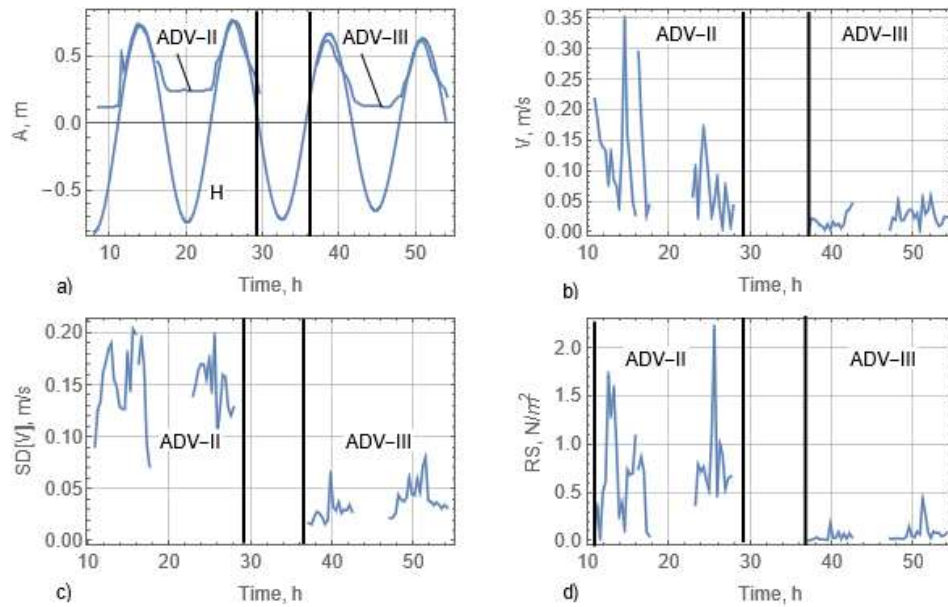 0.5
0.0
−0.5
A, m
ADV−II
ADV−III
H
10
20
30
40
50
Time, h
a)
0.35
0.30
0.25
0.20
0.15
0.10
0.05
0.00
V, m/s
ADV−II
ADV−III
10
20
30
40
50
Time, h
b)
0.20
0.15
0.10
0.05
0.00
SD[V], m/s
ADV−II
ADV−III
10
20
30
40
50
Time, h
c)
2.0
1.5
1.0
0.5
0.0
RS, N/m²
ADV−II
ADV−III
10
20
30
40
50
Time, h
d)